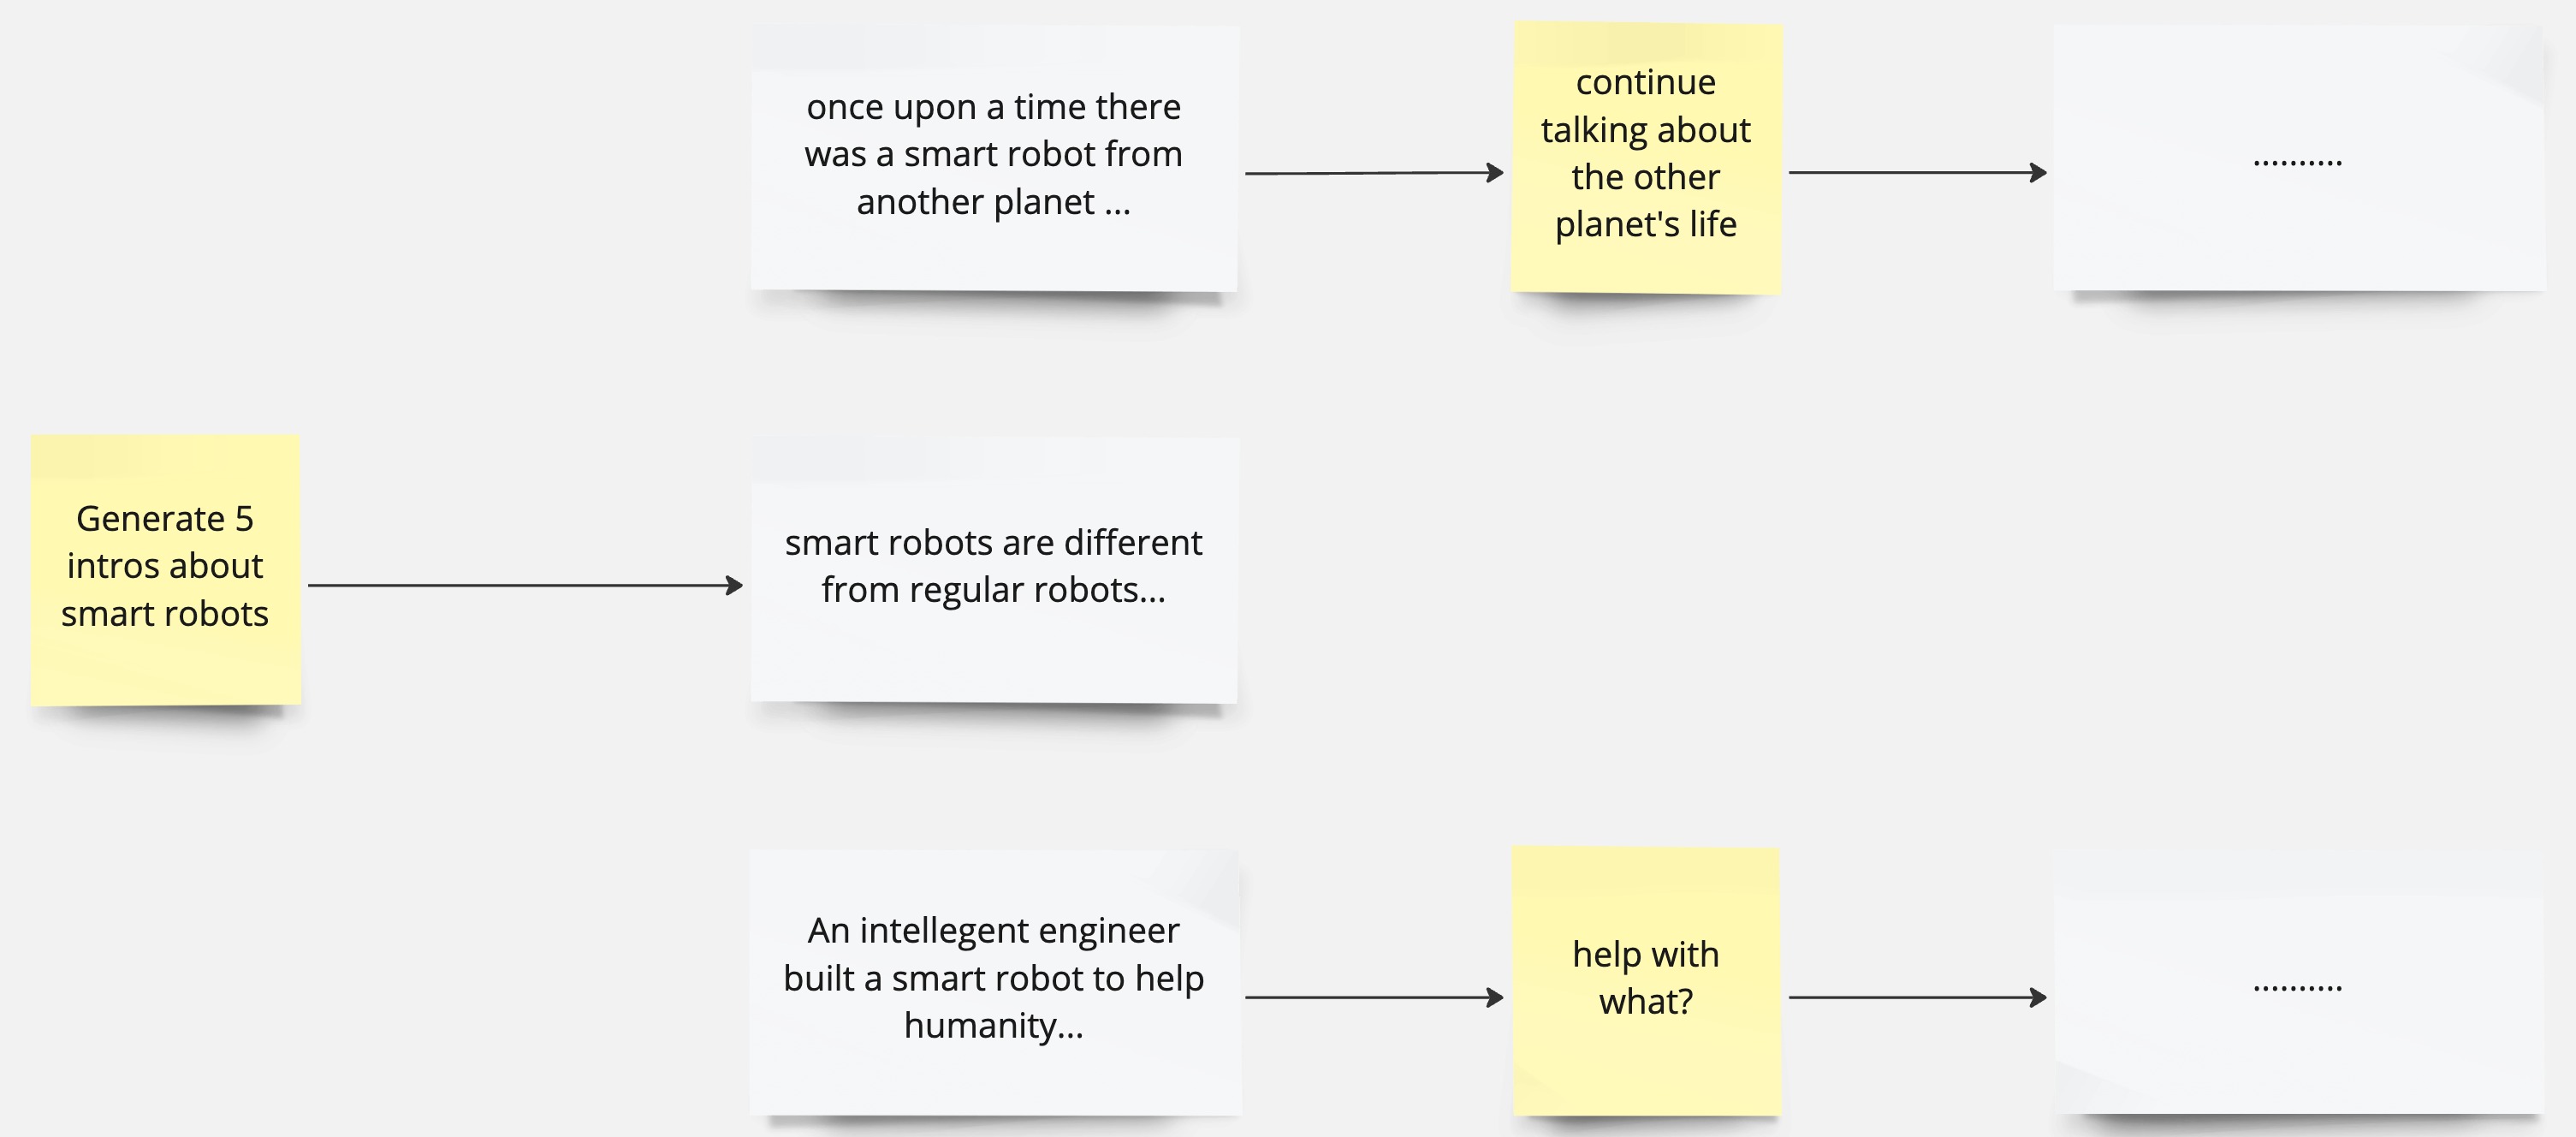 once upon a time there
was a smart robot from
another planet ...
continue
talking about
the other
planet's life
..........
Generate 5
intros about
smart robots
smart robots are different
from regular robots...
An intellegent engineer
built a smart robot to help
humanity...
help with
what?
..........